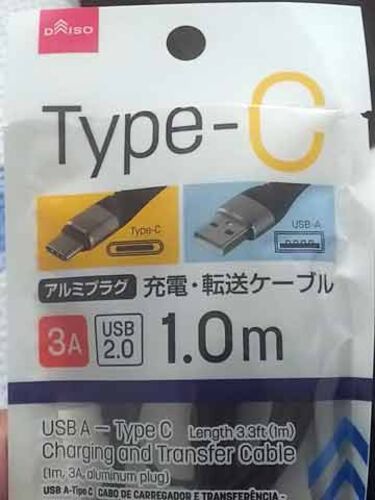 DAISO
Type-C
Type-C
USB-A
アルミプラグ 充電・転送ケーブル
3A USB 2.0 1.0m
USB A – Type C Length 3.3ft(1m)
Charging and Transfer Cable
(1m, 3A, aluminum plug)
USB A-Tipo C | CABO DE CARREGADOR E TRANSFERÊNCIA -